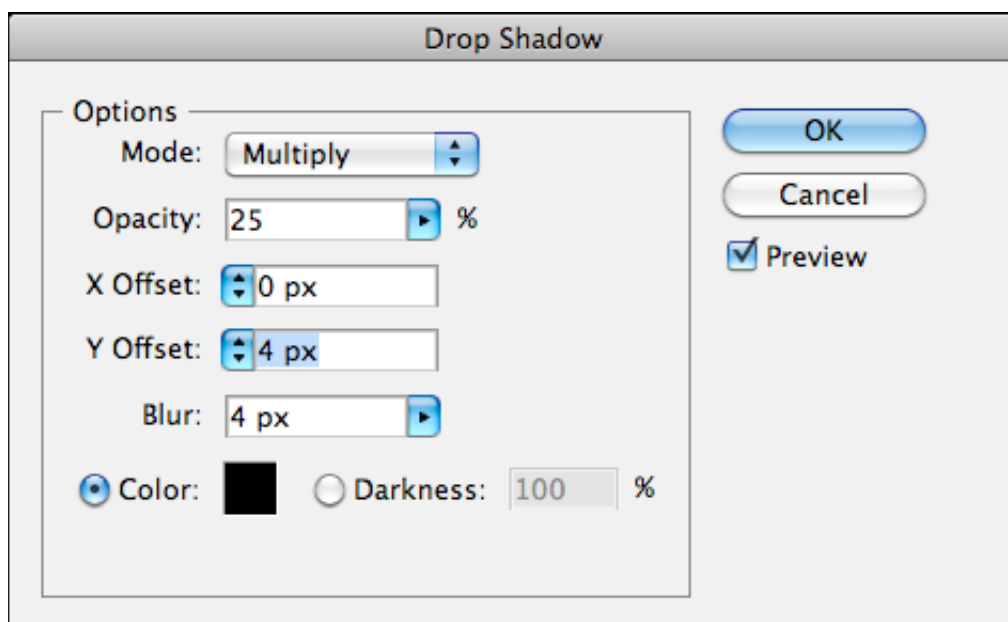 Drop Shadow
Options
Mode: Multiply
Opacity: 25 %
X Offset: 0 px
Y Offset: 4 px
Blur: 4 px
Color: Darkness: 100 %
OK
Cancel
Preview